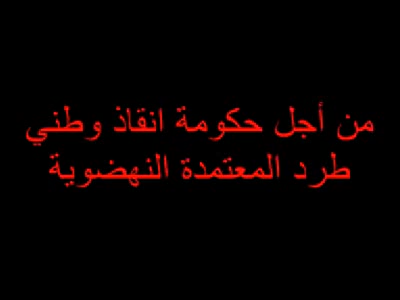 من أجل حكومة انقاذ وطني
طرد المعتمدة النهضوية